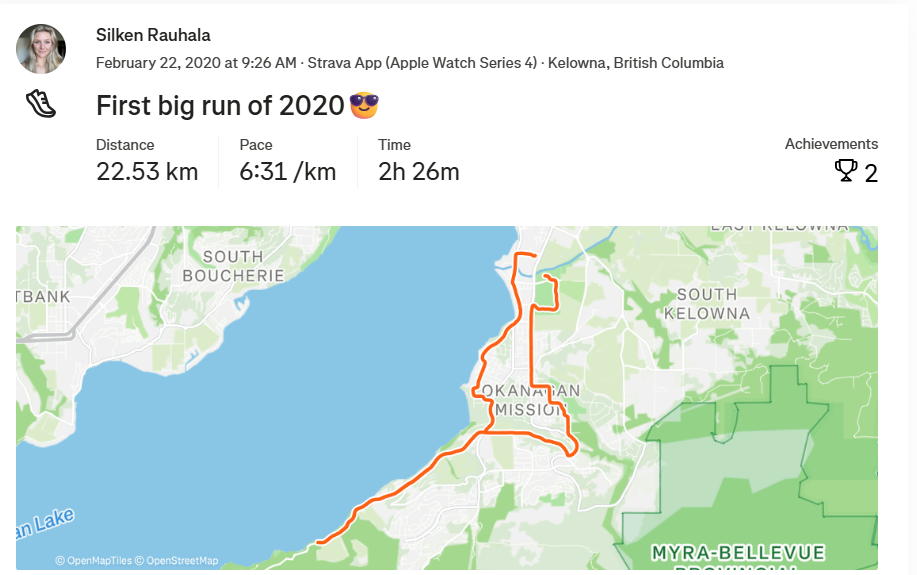 Silken Rauhala
February 22, 2020 at 9:26 AM · Strava App (Apple Watch Series 4) · Kelowna, British Columbia
First big run of 2020😎
Distance
Pace
Time
Achievements
22.53 km
6:31 /km
2h 26m
2
EAST KELOWNA
SOUTH
BOUCHERIE
TBANK
SOUTH
KELOWNA
OKANAGAN
MISSION
an Lake
MYRA-BELLEVUE
PROVINCIAL
© OpenMapTiles © OpenStreetMap